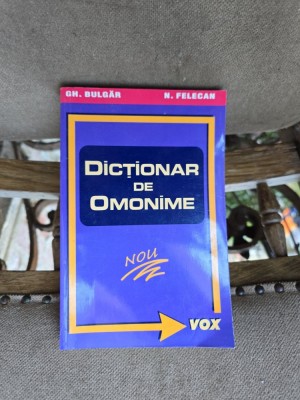 GH. BULGĂR N. FELECAN
DICȚIONAR
DE
OMONIME
NOU
VOX